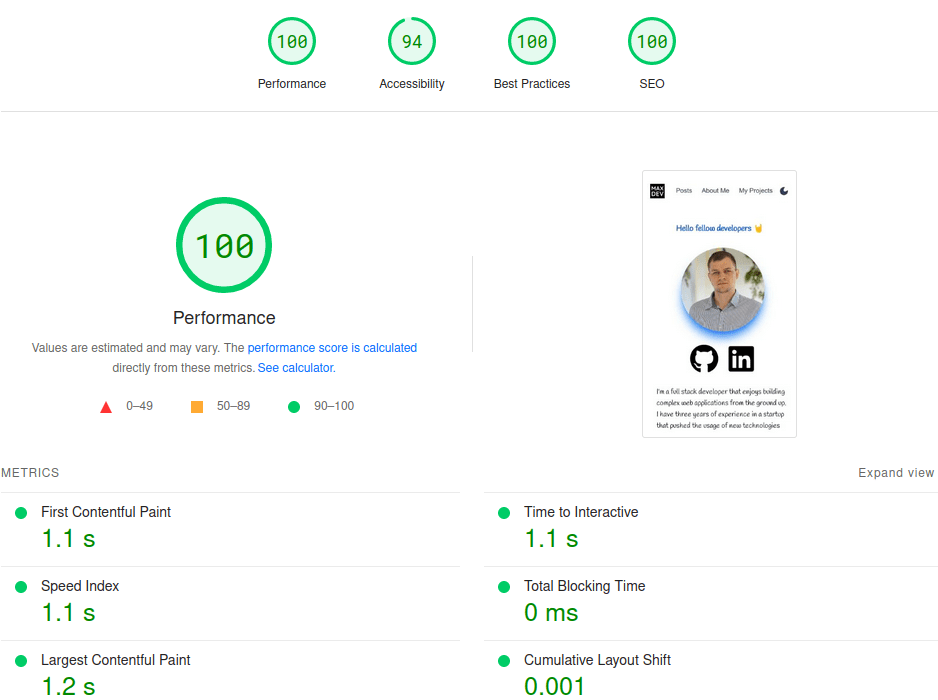 100 94 100 100
Performance Accessibility Best Practices SEO
100
Performance
Values are estimated and may vary. The performance score is calculated
directly from these metrics. See calculator.
0–49 50–89 90–100
MAX
DEV
Posts About Me My Projects
Hello fellow developers 🤘
in
I'm a full stack developer that enjoys building
complex web applications from the ground up.
I have three years of experience in a startup
that pushed the usage of new technologies
METRICS Expand view
First Contentful Paint
1.1 s
Time to Interactive
1.1 s
Speed Index
1.1 s
Total Blocking Time
0 ms
Largest Contentful Paint
1.2 s
Cumulative Layout Shift
0.001